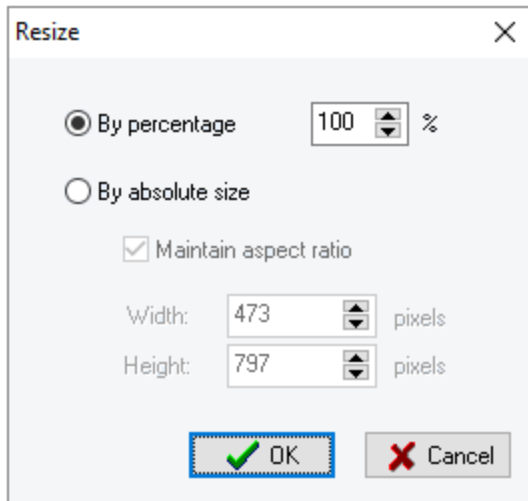 Resize
By percentage 100 %
By absolute size
Maintain aspect ratio
Width: 473 pixels
Height: 797 pixels
OK Cancel